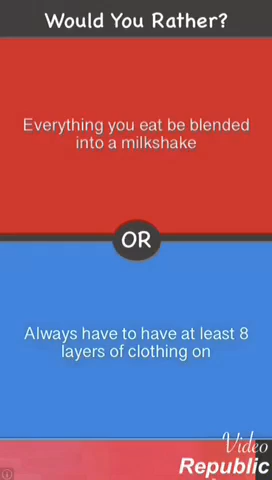 Would You Rather?
Everything you eat be blended
into a milkshake
OR
Always have to have at least 8
layers of clothing on
Video
Republic